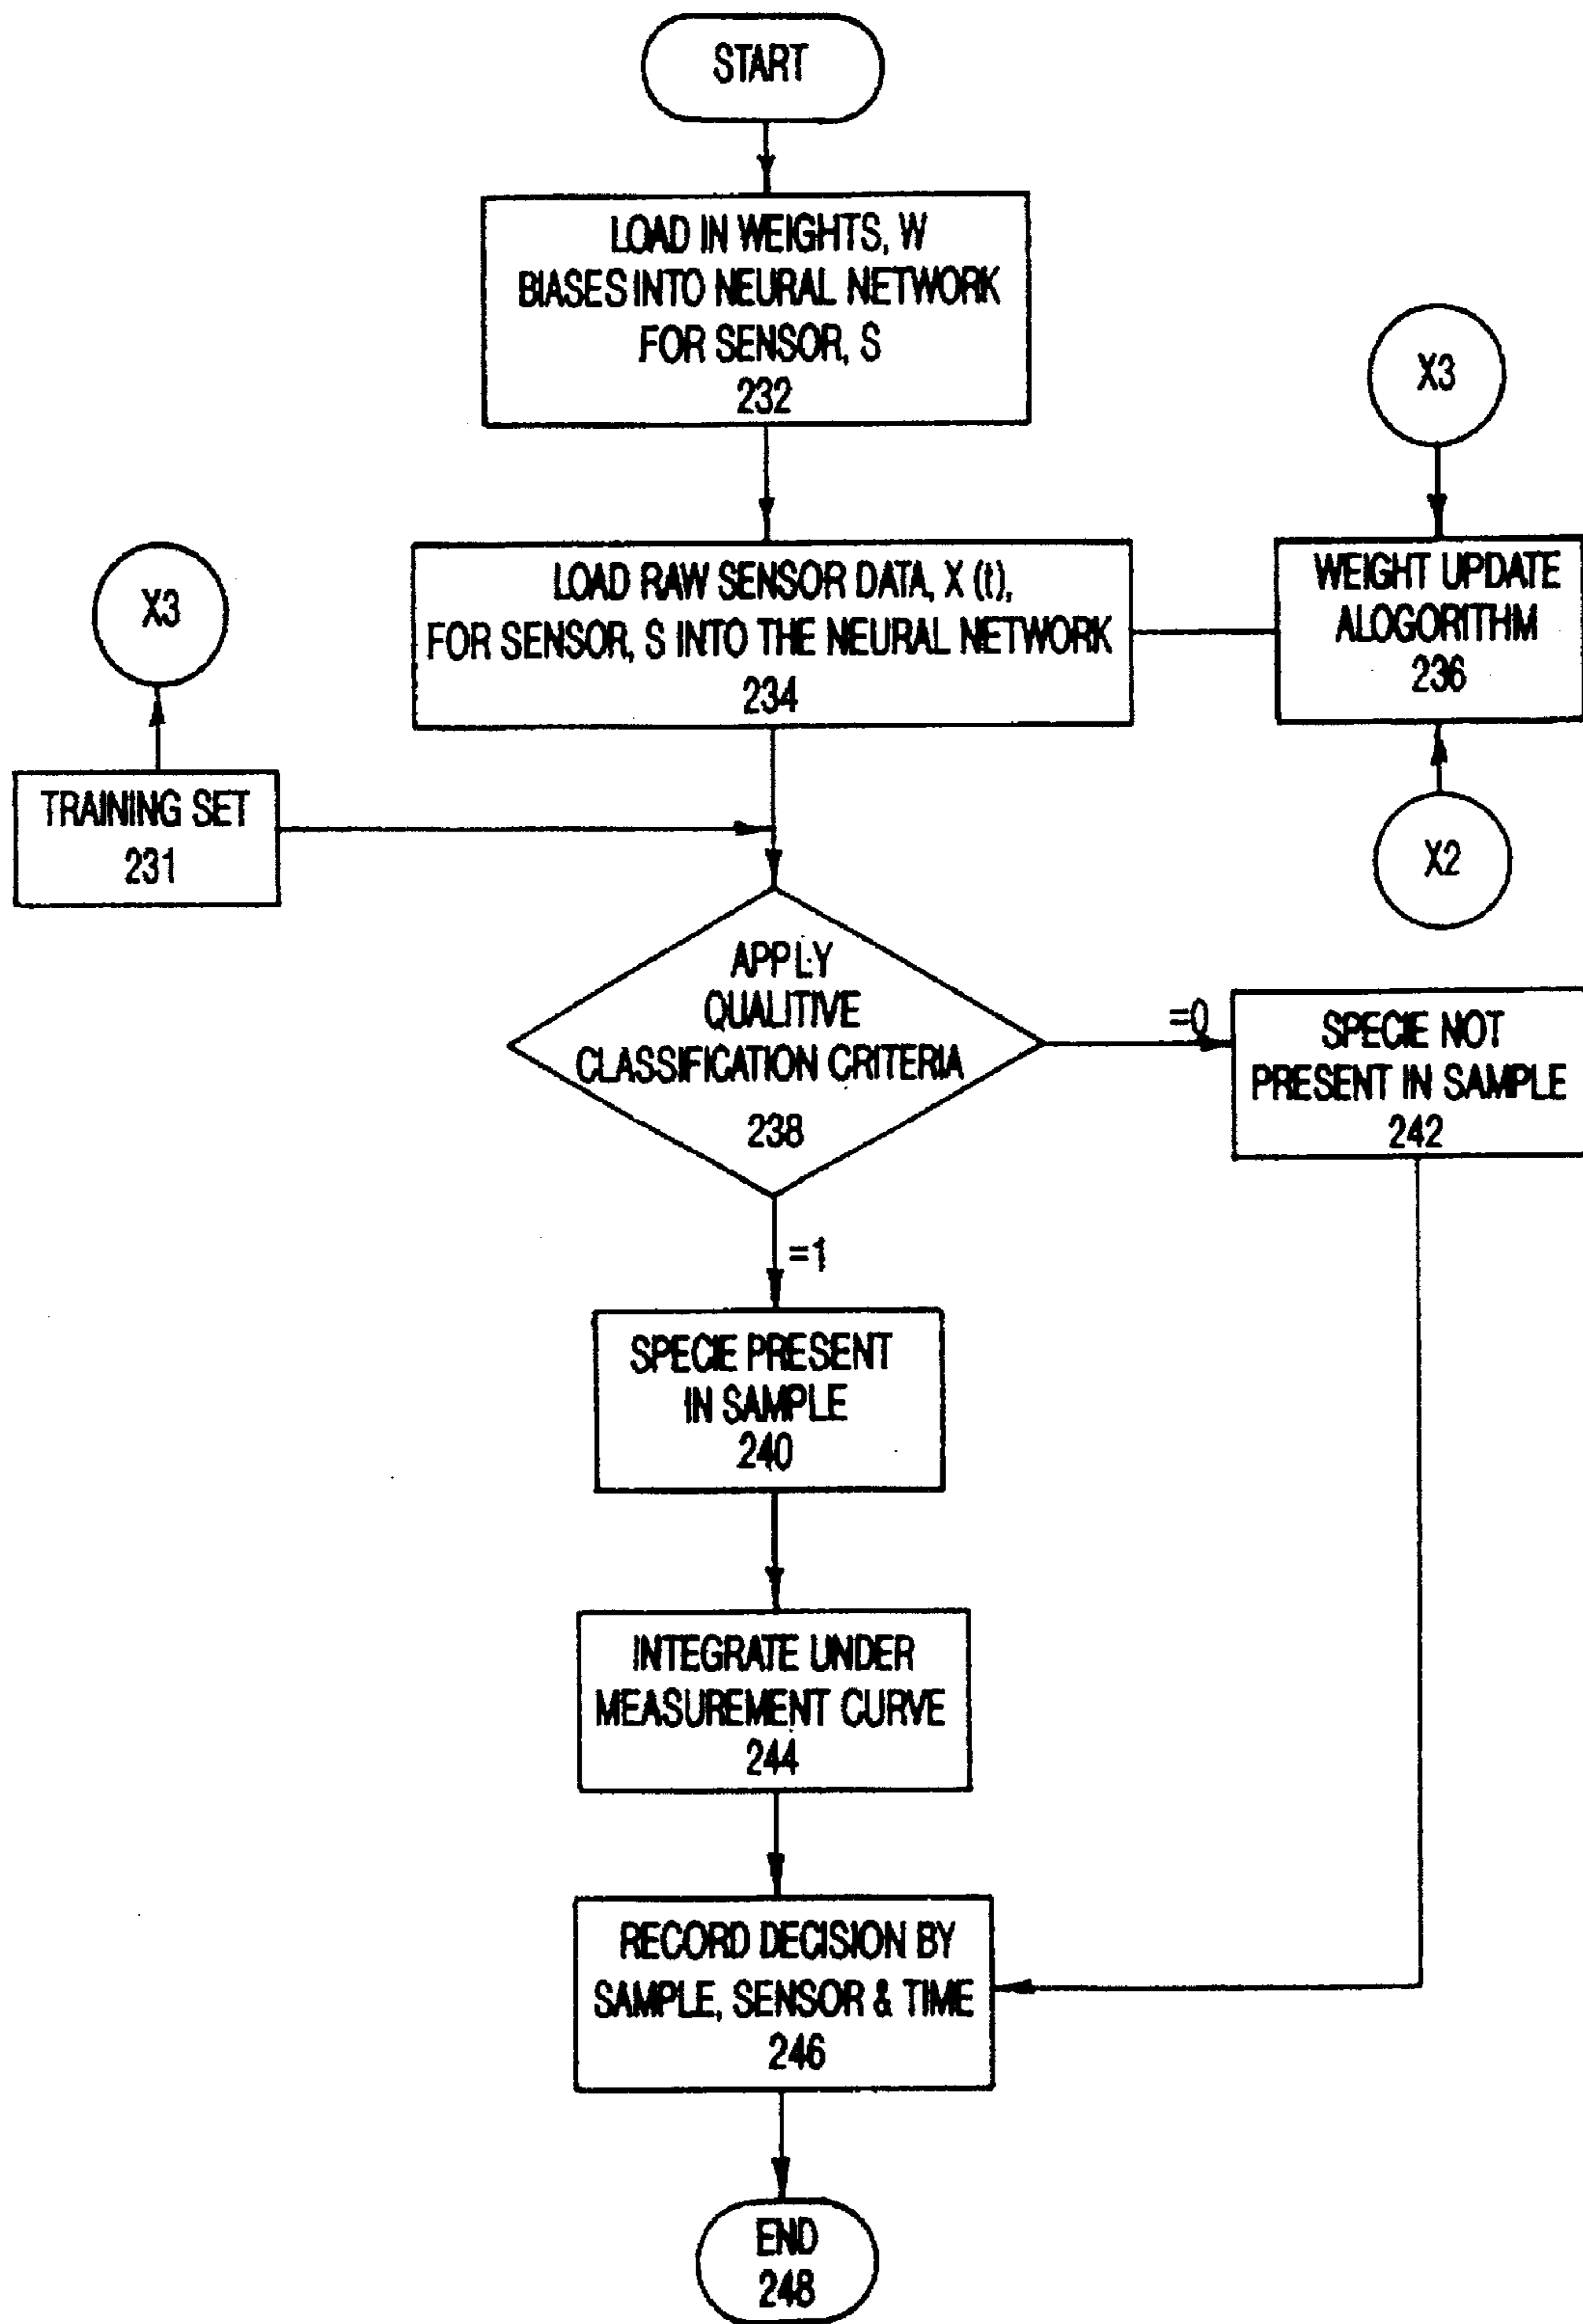 START
LOAD IN WEIGHTS, W
BIASES INTO NEURAL NETWORK
FOR SENSOR, S
232
X3
LOAD RAW SENSOR DATA, X (t),
FOR SENSOR, S INTO THE NEURAL NETWORK
234
WEIGHT UPDATE
ALOGORITHM
236
X3
TRAINING SET
231
X2
APPLY
QUALITIVE
CLASSIFICATION CRITERIA
238
=0
SPECIE NOT
PRESENT IN SAMPLE
242
=1
SPECIE PRESENT
IN SAMPLE
240
INTEGRATE UNDER
MEASUREMENT CURVE
244
RECORD DECISION BY
SAMPLE, SENSOR & TIME
246
END
248